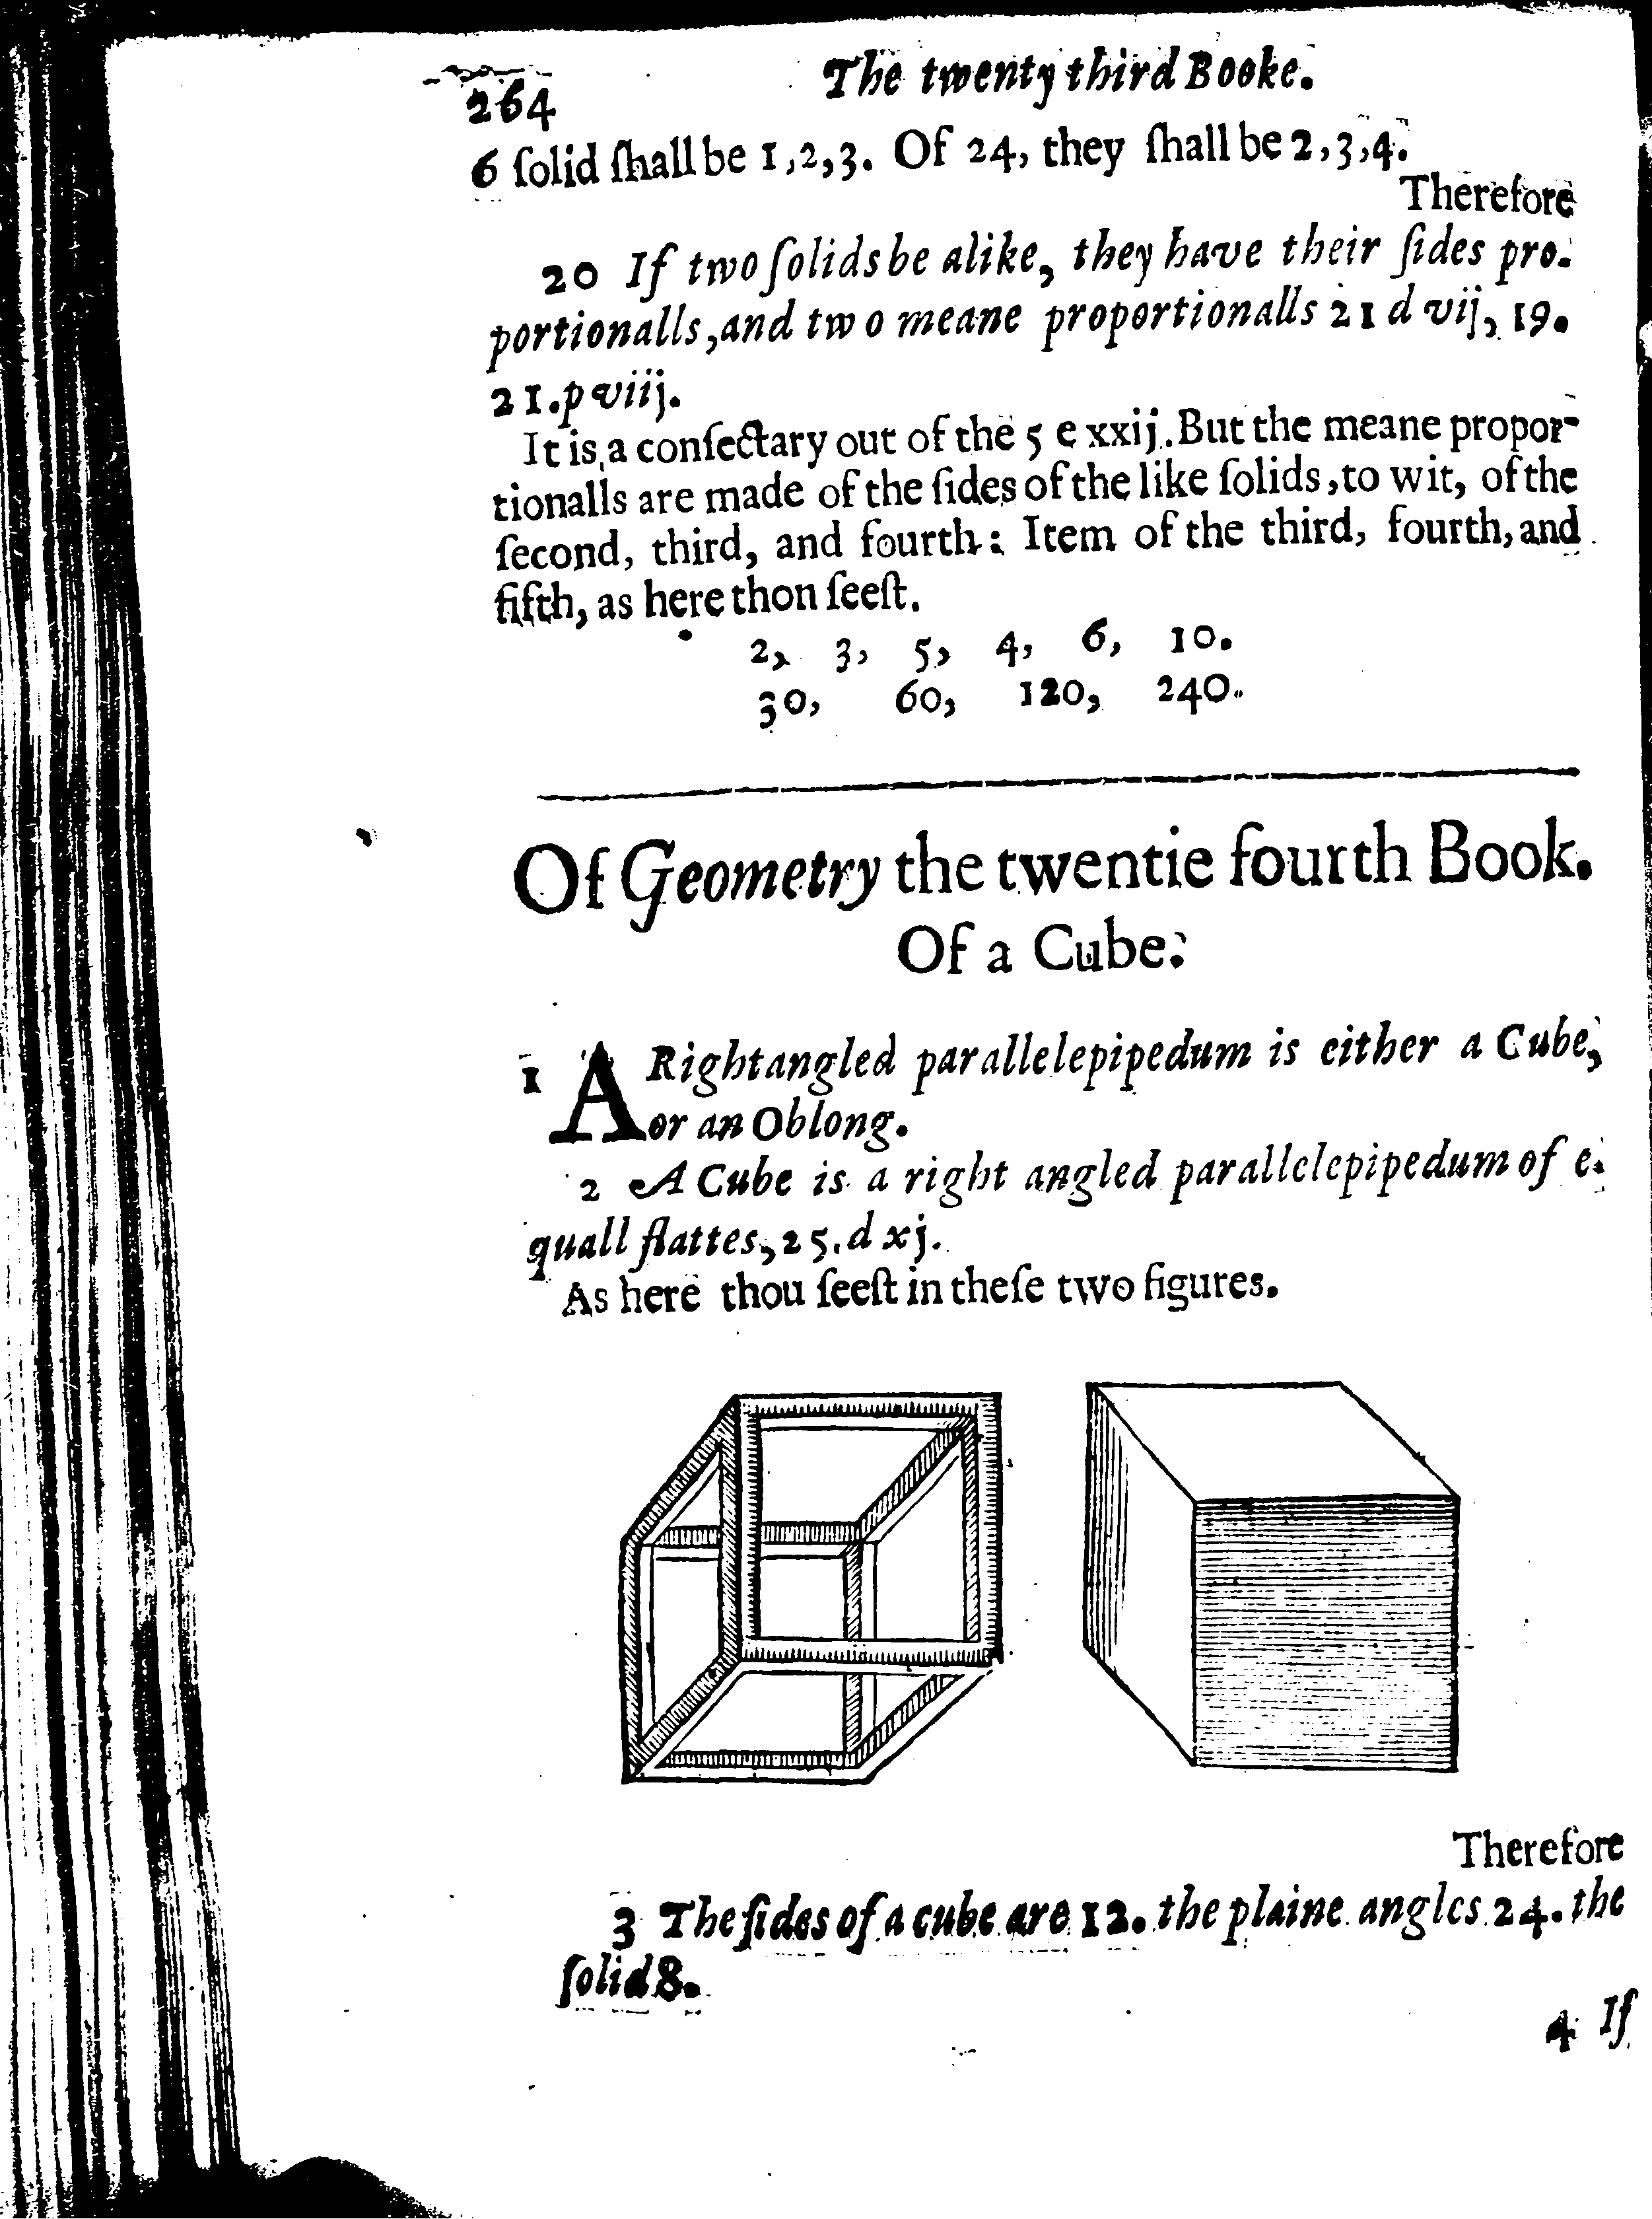 264 The twenty third Booke.
6 ſolid ſhall be 1,2,3. Of 24, they ſhall be 2,3,4.
Therefore
20 If two ſolids be alike, they have their ſides pro-
portionalls, and two meane proportionalls 21 d vij, 19.
21.p viij.
It is a conſectary out of the 5 e xxij. But the meane propor-
tionalls are made of the ſides of the like ſolids, to wit, of the
ſecond, third, and fourth: Item of the third, fourth, and
fifth, as here thon ſeeſt.
2, 3, 5, 4, 6, 10.
30, 60, 120, 240.
Of Geometry the twentie fourth Book.
Of a Cube:
1 A Rightangled parallelepipedum is either a Cube,
or an Oblong.
2 A Cube is a right angled parallelepipedum of e-
quall flattes, 25. d xj.
As here thou ſeeſt in theſe two figures.
Therefore
3 The ſides of a cube are 12. the plaine angles 24. the
ſolid 8.
4 If